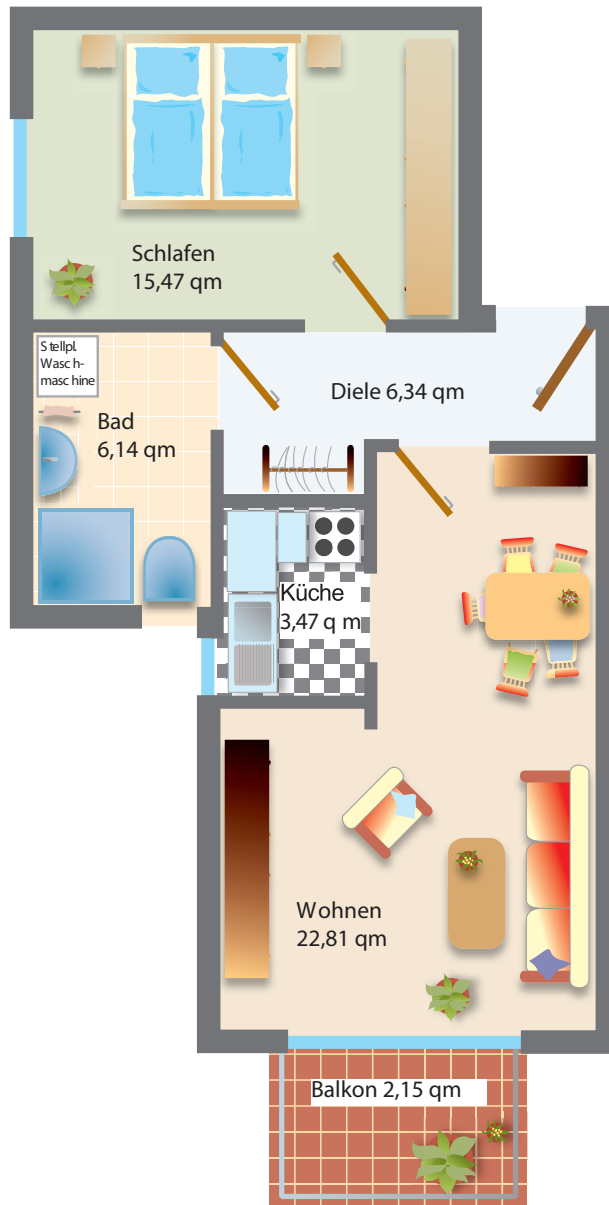 Schlafen
15,47 qm
Stellpl.
Wasch-
maschine
Diele 6,34 qm
Bad
6,14 qm
Küche
3,47 q m
Wohnen
22,81 qm
Balkon 2,15 qm